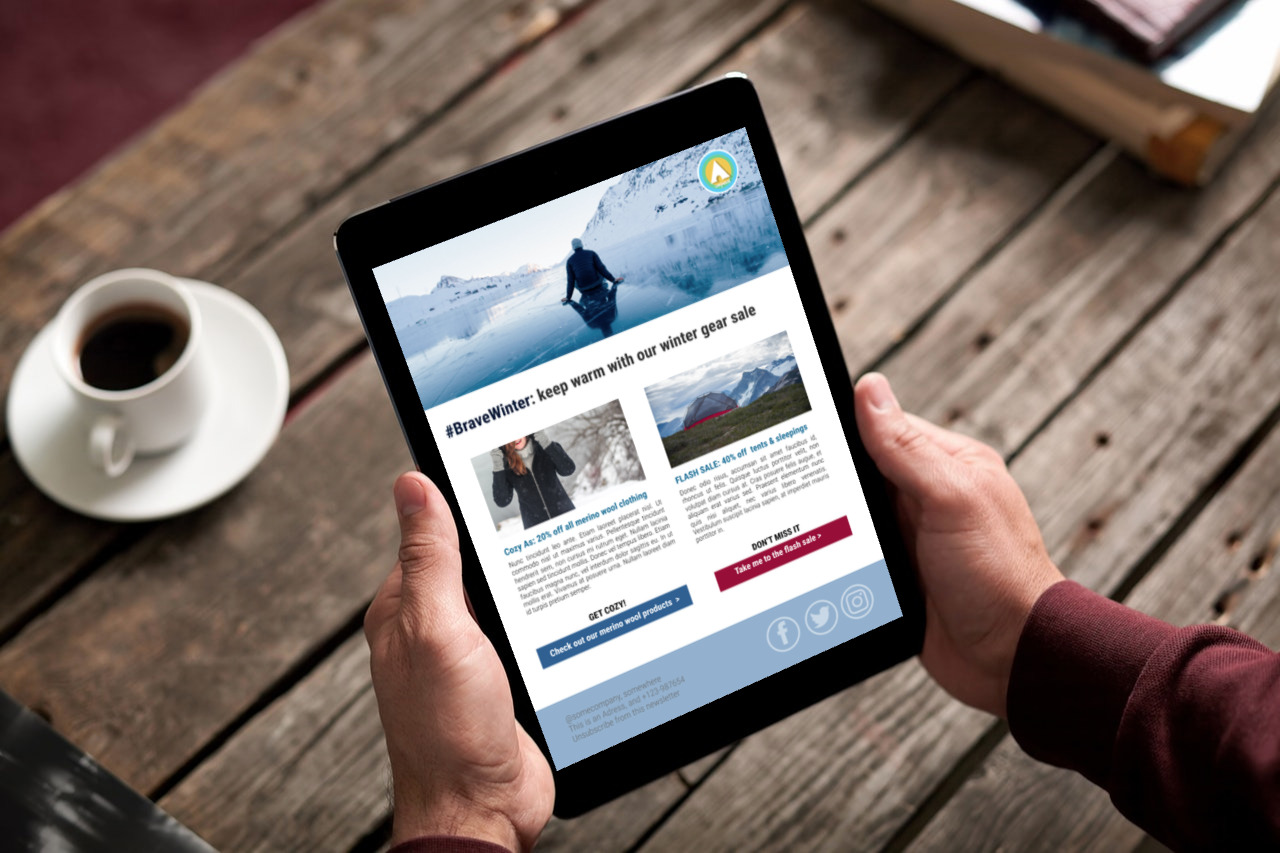 #BraveWinter: keep warm with our winter gear sale
Cozy As: 20% off all merino wool clothing
Nunc tincidunt leo ante. Etiam laoreet placerat nisl. Ut
commodo nisl ut maximus varius. Pellentesque tincidunt
hendrerit sem, non cursus mi rutrum eget. Nullam lacinia
sapien sed tincidunt mollis. Donec vel tempus libero. Etiam
faucibus magna nunc, vel interdum dolor sagittis eu. In ut
mollis erat. Vivamus at posuere urna. Nullam laoreet diam
id turpis pretium semper.
GET COZY!
Check out our merino wool products >
FLASH SALE: 40% off tents & sleepings
Donec odio risus, accumsan sit amet faucibus id,
rhoncus ut felis. Quisque luctus porttitor velit, non
volutpat diam cursus at. Cras posuere felis augue, et
aliquam erat varius sed. Praesent elementum nunc
quis nisl aliquet, nec varius libero venenatis.
Vestibulum suscipit lacinia sapien, at imperdiet mauris
porttitor in.
DON'T MISS IT
Take me to the flash sale >
@somecompany, somewhere
This is an Adress, and +123 987654
Unsubscribe from this newsletter